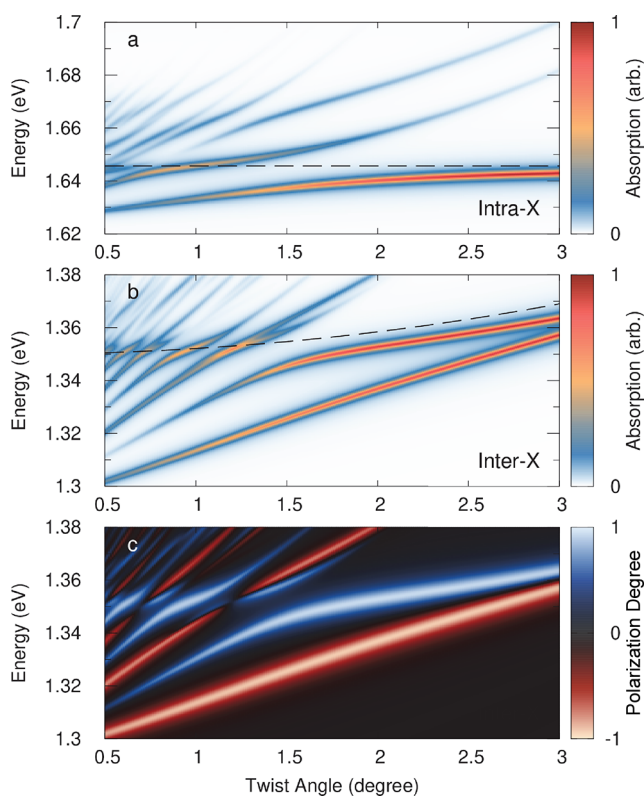 1.7
1.68
1.66
1.64
1.62
Energy (eV)
a
Intra-X
0.5 1 1.5 2 2.5 3
1
0
Absorption (arb.)
1.38
1.36
1.34
1.32
1.3
Energy (eV)
b
Inter-X
0.5 1 1.5 2 2.5 3
1
0
Absorption (arb.)
1.38
1.36
1.34
1.32
1.3
Energy (eV)
c
0.5 1 1.5 2 2.5 3
Twist Angle (degree)
1
0
-1
Polarization Degree